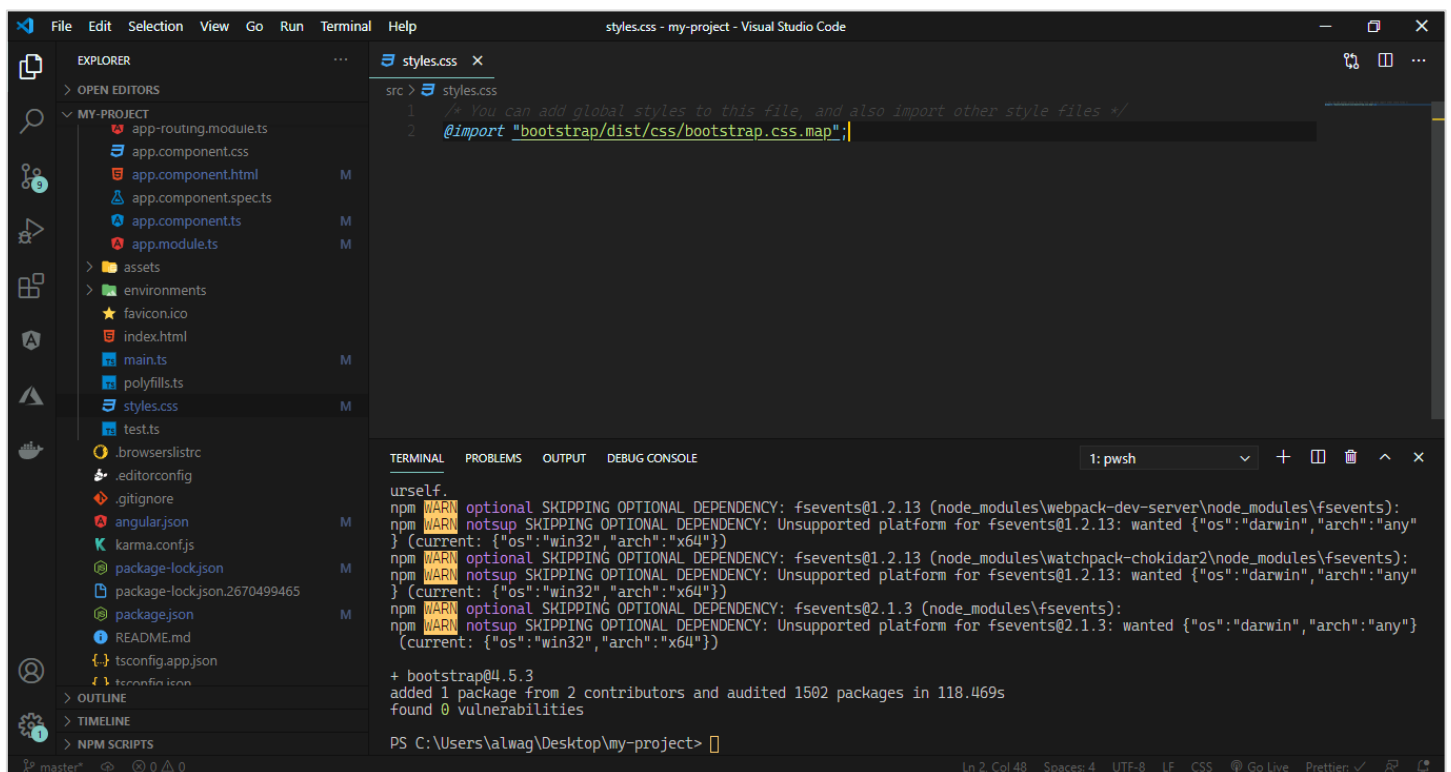 File Edit Selection View Go Run Terminal Help
styles.css - my-project - Visual Studio Code
EXPLORER
OPEN EDITORS
MY-PROJECT
app-routing.module.ts
app.component.css
app.component.html M
app.component.spec.ts
app.component.ts M
app.module.ts M
assets
environments
favicon.ico
index.html
main.ts M
polyfills.ts
styles.css M
test.ts
.browserslistrc
.editorconfig
.gitignore
angular.json M
karma.conf.js
package-lock.json M
package-lock.json.2670499465
package.json M
README.md
tsconfig.app.json
tsconfig.json
OUTLINE
TIMELINE
NPM SCRIPTS
9
1
styles.css
src > styles.css
1 /* You can add global styles to this file, and also import other style files */
2 @import "bootstrap/dist/css/bootstrap.css.map";
TERMINAL PROBLEMS OUTPUT DEBUG CONSOLE
1: pwsh
urself.
npm WARN optional SKIPPING OPTIONAL DEPENDENCY: fsevents@1.2.13 (node_modules\webpack-dev-server\node_modules\fsevents):
npm WARN notsup SKIPPING OPTIONAL DEPENDENCY: Unsupported platform for fsevents@1.2.13: wanted {"os":"darwin","arch":"any"
} (current: {"os":"win32","arch":"x64"})
npm WARN optional SKIPPING OPTIONAL DEPENDENCY: fsevents@1.2.13 (node_modules\watchpack-chokidar2\node_modules\fsevents):
npm WARN notsup SKIPPING OPTIONAL DEPENDENCY: Unsupported platform for fsevents@1.2.13: wanted {"os":"darwin","arch":"any"
} (current: {"os":"win32","arch":"x64"})
npm WARN optional SKIPPING OPTIONAL DEPENDENCY: fsevents@2.1.3 (node_modules\fsevents):
npm WARN notsup SKIPPING OPTIONAL DEPENDENCY: Unsupported platform for fsevents@2.1.3: wanted {"os":"darwin","arch":"any"}
(current: {"os":"win32","arch":"x64"})
+ bootstrap@4.5.3
added 1 package from 2 contributors and audited 1502 packages in 118.469s
found 0 vulnerabilities
PS C:\Users\alwag\Desktop\my-project>
master* 0 0 Ln 2, Col 48 Spaces: 4 UTF-8 LF CSS Go Live Prettier: ✓